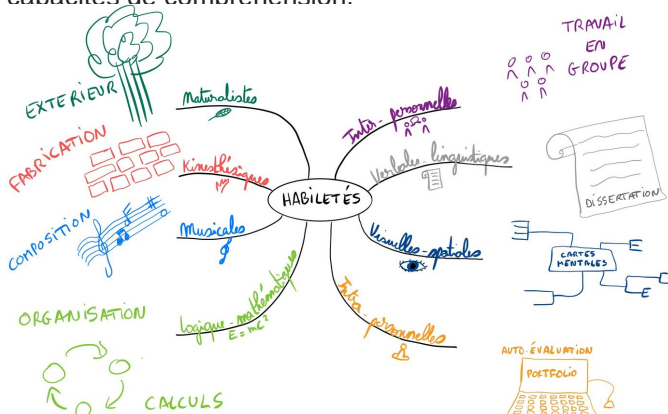 capacités de compréhension.
TRAVAIL
EN
GROUPE
EXTERIEUR
Naturalistes
Inter-personnelles
FABRICATION
Kinesthésiques
Verbales-linguistiques
HABILETÉS
DISSERTATION
COMPOSITION
Musicales
Visuelles-spatiales
CARTES
MENTALES
E
E
ORGANISATION
Logique-mathématiques
E=mc²
Intra-personnelles
AUTO-ÉVALUATION
PORTFOLIO
CALCULS